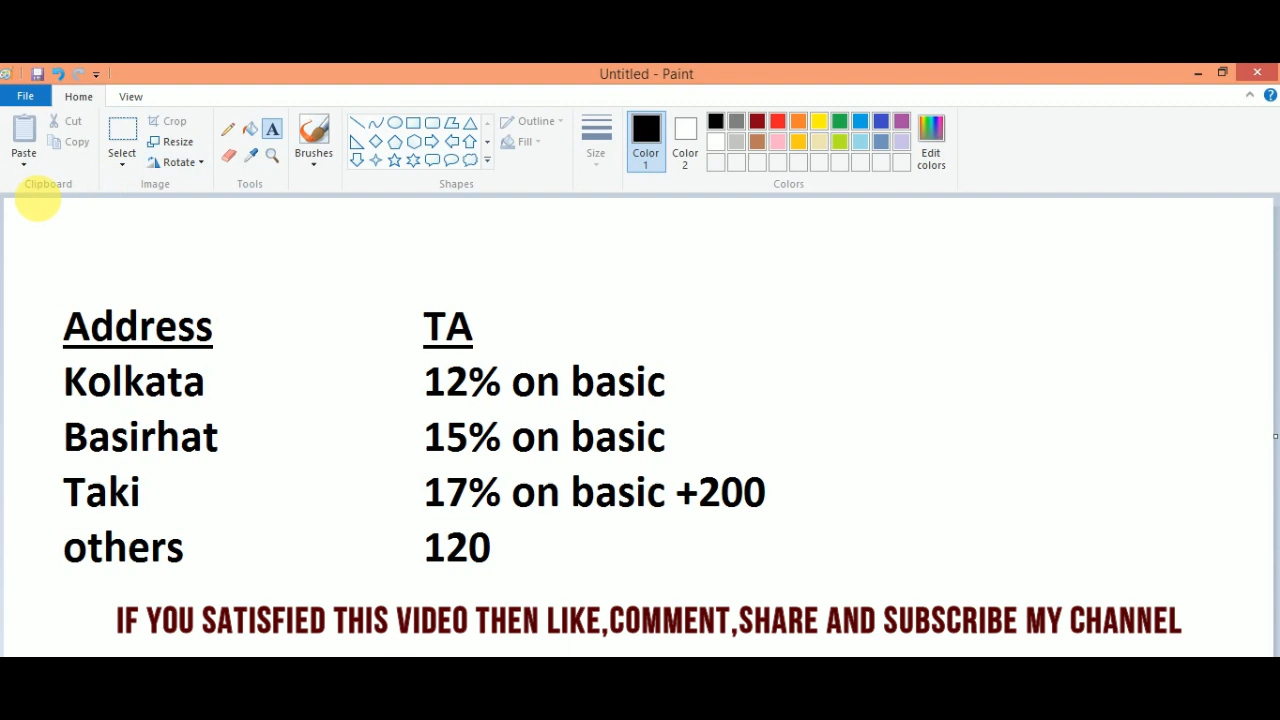 Untitled - Paint
File Home View
Cut
Copy
Paste
Clipboard
Select
Crop
Resize
Rotate
Image
A
Tools
Brushes
Outline
Fill
Shapes
Size
Color 1
Color 2
Edit colors
Colors
Address TA
Kolkata 12% on basic
Basirhat 15% on basic
Taki 17% on basic +200
others 120
IF YOU SATISFIED THIS VIDEO THEN LIKE,COMMENT,SHARE AND SUBSCRIBE MY CHANNEL